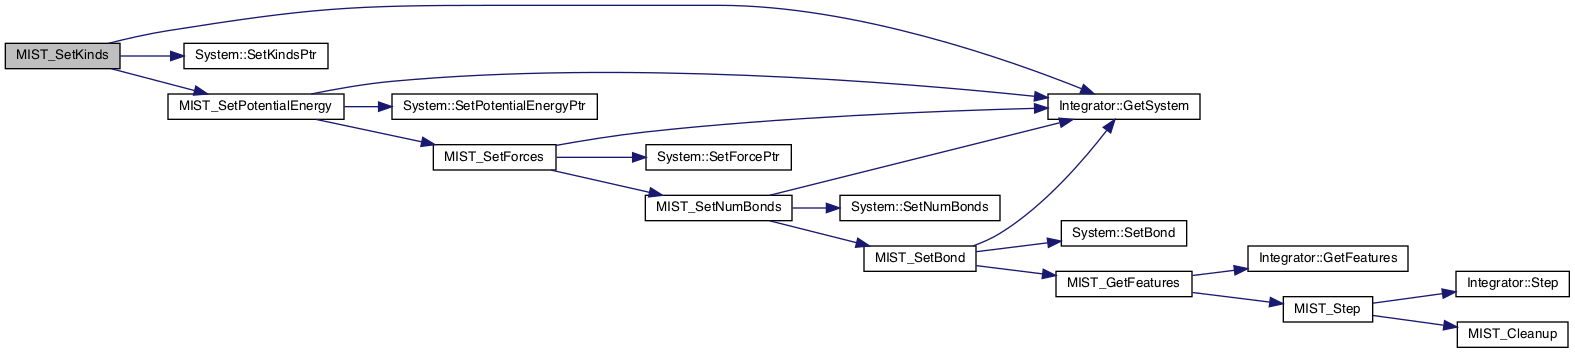 MIST_SetKinds
System::SetKindsPtr
MIST_SetPotentialEnergy
System::SetPotentialEnergyPtr
Integrator::GetSystem
MIST_SetForces
System::SetForcePtr
MIST_SetNumBonds
System::SetNumBonds
System::SetBond
MIST_SetBond
Integrator::GetFeatures
MIST_GetFeatures
Integrator::Step
MIST_Step
MIST_Cleanup